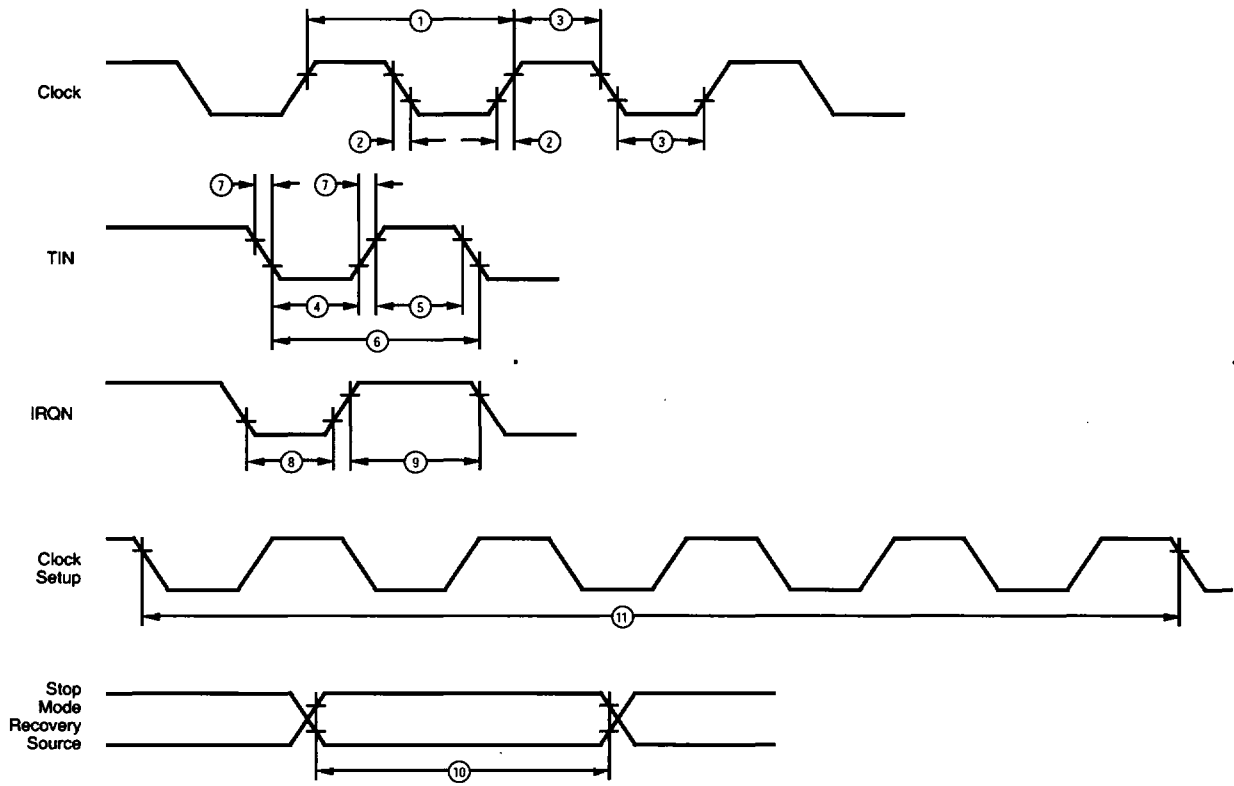 ① ③
Clock
② ② ③
⑦ ⑦
TIN
④ ⑤
⑥
IRQN
⑧ ⑨
Clock
Setup
⑪
Stop
Mode
Recovery
Source
⑩